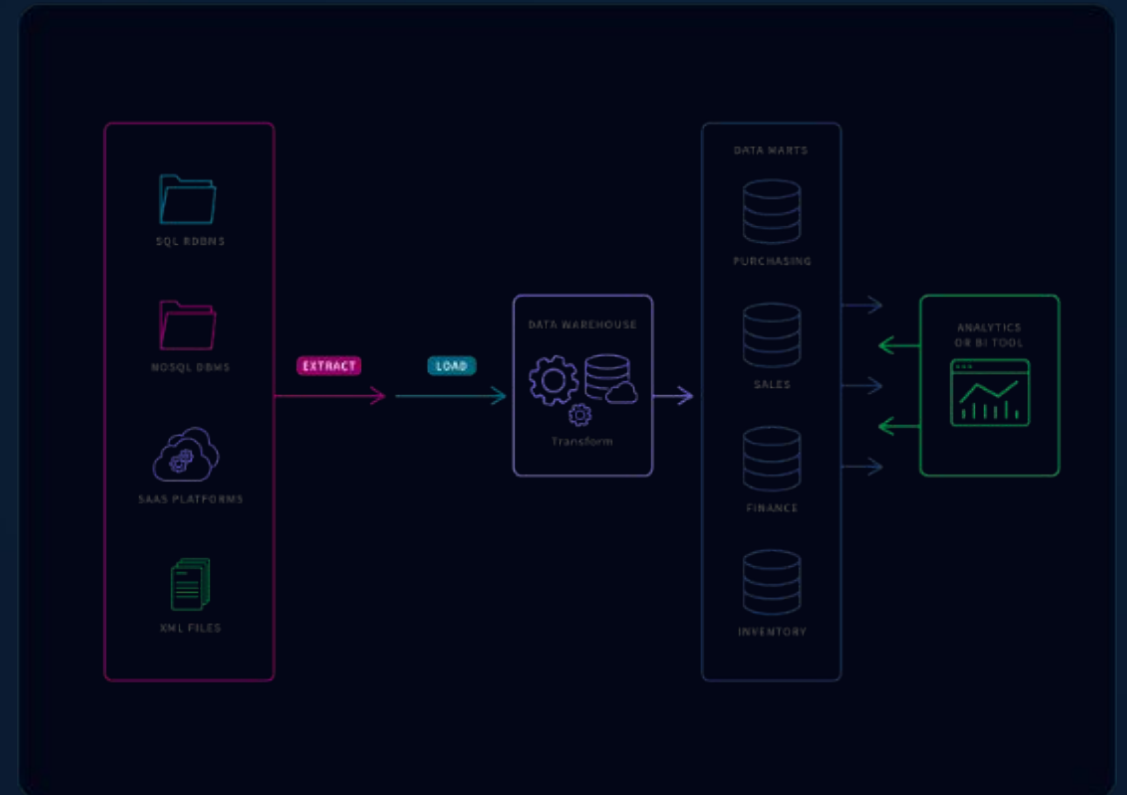 SQL RDBMS
NOSQL DBMS
SAAS PLATFORMS
XML FILES
EXTRACT
LOAD
DATA WAREHOUSE
Transform
DATA MARTS
PURCHASING
SALES
FINANCE
INVENTORY
ANALYTICS
OR BI TOOL